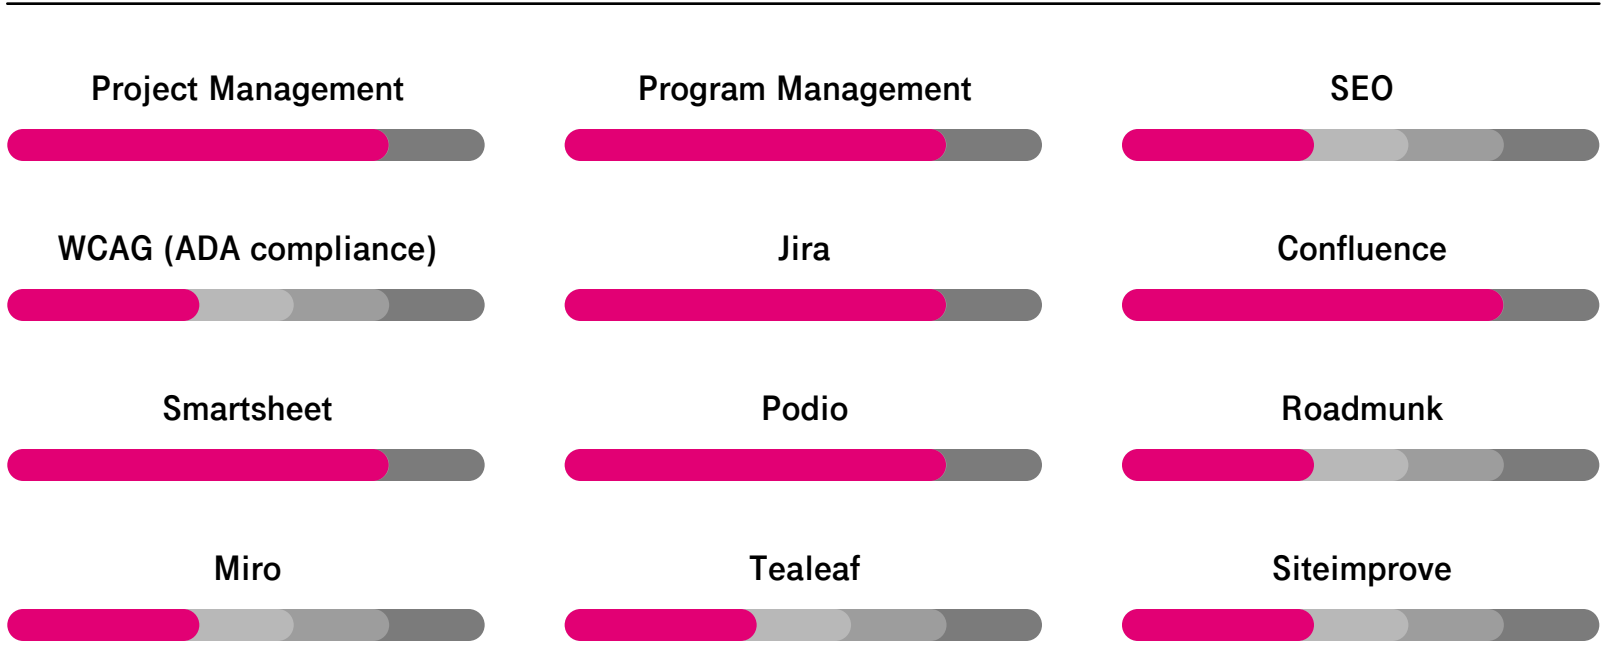 Project Management
Program Management
SEO
WCAG (ADA compliance)
Jira
Confluence
Smartsheet
Podio
Roadmunk
Miro
Tealeaf
Siteimprove